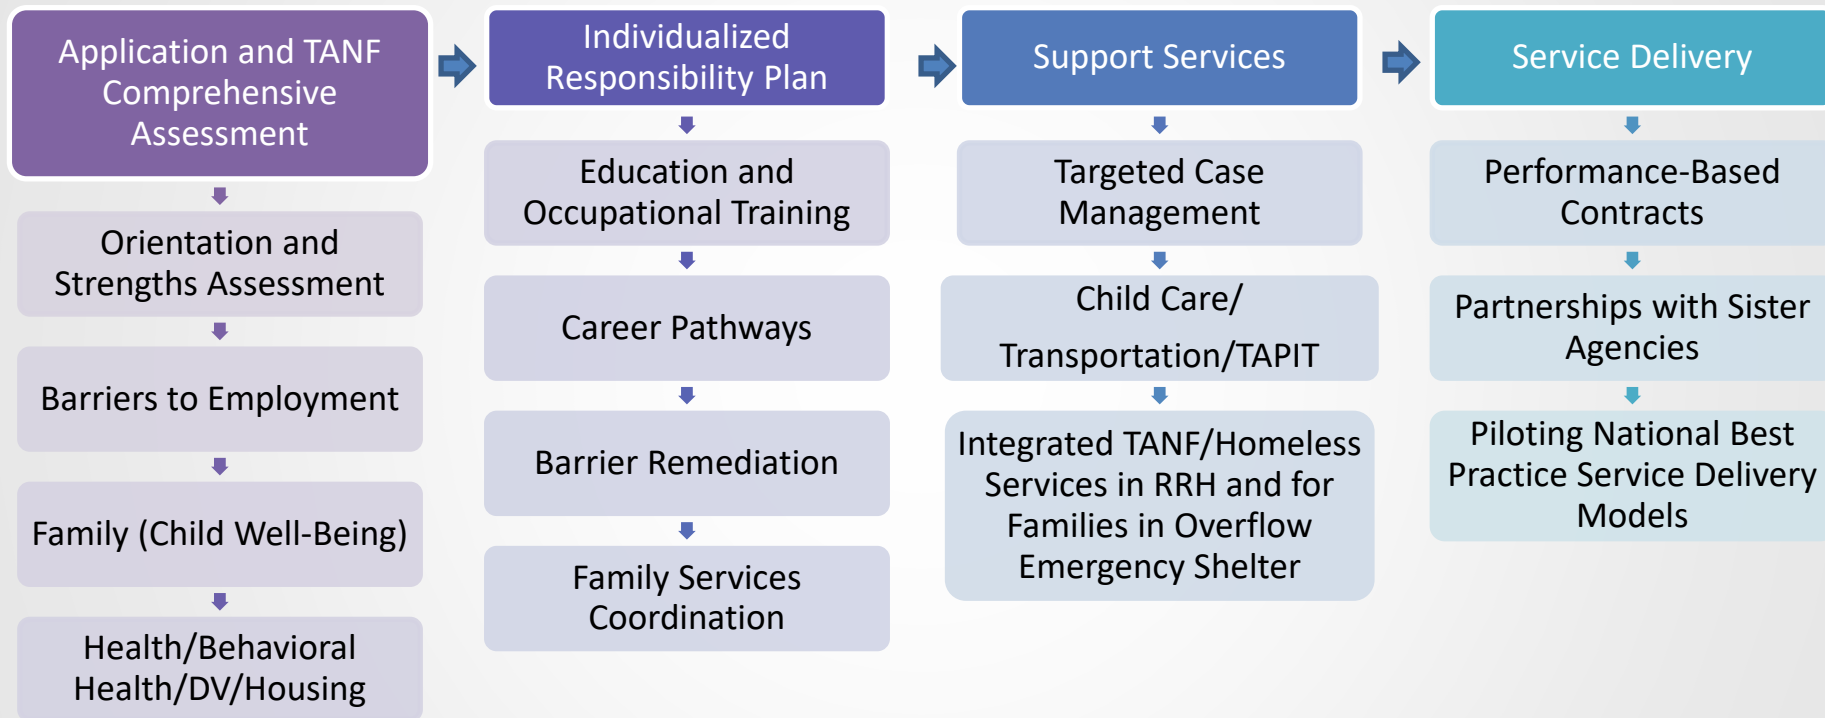 Application and TANF
Comprehensive
Assessment
Orientation and
Strengths Assessment
Barriers to Employment
Family (Child Well-Being)
Health/Behavioral
Health/DV/Housing
Individualized
Responsibility Plan
Education and
Occupational Training
Career Pathways
Barrier Remediation
Family Services
Coordination
Support Services
Targeted Case
Management
Child Care/
Transportation/TAPIT
Integrated TANF/Homeless
Services in RRH and for
Families in Overflow
Emergency Shelter
Service Delivery
Performance-Based
Contracts
Partnerships with Sister
Agencies
Piloting National Best
Practice Service Delivery
Models